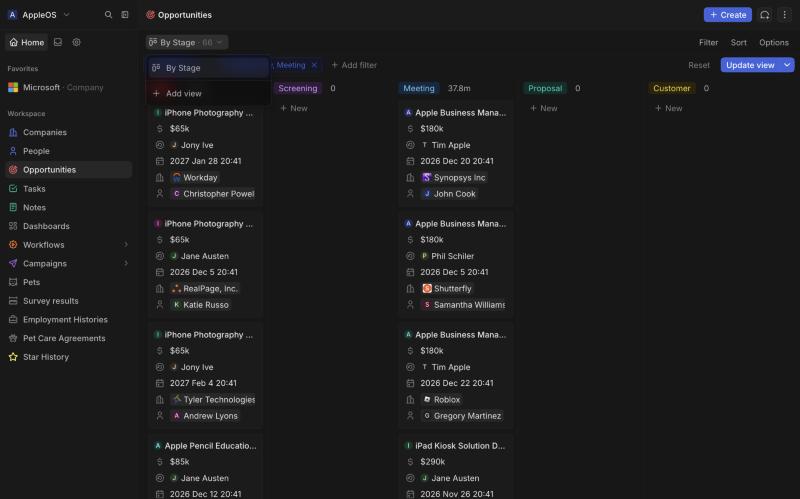 AppleOS
Opportunities
Create
Home
By Stage · 66
Filter
Sort
Options
Favorites
Microsoft · Company
By Stage
Add view
, Meeting
Add filter
Reset
Update view
Workspace
Companies
People
Opportunities
Tasks
Notes
Dashboards
Workflows
Campaigns
Pets
Survey results
Employment Histories
Pet Care Agreements
Star History
I iPhone Photography ...
$65k
J Jony Ive
2027 Jan 28 20:41
Workday
C Christopher Powel
I iPhone Photography ...
$65k
J Jane Austen
2026 Dec 5 20:41
RealPage, Inc.
K Katie Russo
I iPhone Photography ...
$65k
J Jony Ive
2027 Feb 4 20:41
Tyler Technologies
A Andrew Lyons
A Apple Pencil Educatio...
$85k
J Jane Austen
2026 Dec 12 20:41
Screening 0
New
Meeting 37.8m
A Apple Business Mana...
$180k
T Tim Apple
2026 Dec 20 20:41
Synopsys Inc
J John Cook
A Apple Business Mana...
$180k
P Phil Schiler
2026 Dec 5 20:41
Shutterfly
S Samantha Williams
A Apple Business Mana...
$180k
T Tim Apple
2026 Dec 22 20:41
Roblox
G Gregory Martinez
I iPad Kiosk Solution D...
$290k
J Jane Austen
2026 Nov 26 20:41
Proposal 0
New
Customer 0
New